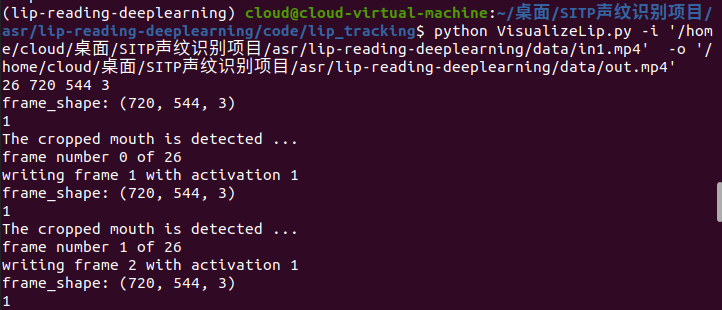 (lip-reading-deeplearning) cloud@cloud-virtual-machine:~/桌面/SITP声纹识别项目/
asr/lip-reading-deeplearning/code/lip_tracking$ python VisualizeLip.py -i '/hom
e/cloud/桌面/SITP声纹识别项目/asr/lip-reading-deeplearning/data/in1.mp4'  -o '/
home/cloud/桌面/SITP声纹识别项目/asr/lip-reading-deeplearning/data/out.mp4'
26 720 544 3
frame_shape: (720, 544, 3)
1
The cropped mouth is detected ...
frame number 0 of 26
writing frame 1 with activation 1
frame_shape: (720, 544, 3)
1
The cropped mouth is detected ...
frame number 1 of 26
writing frame 2 with activation 1
frame_shape: (720, 544, 3)
1